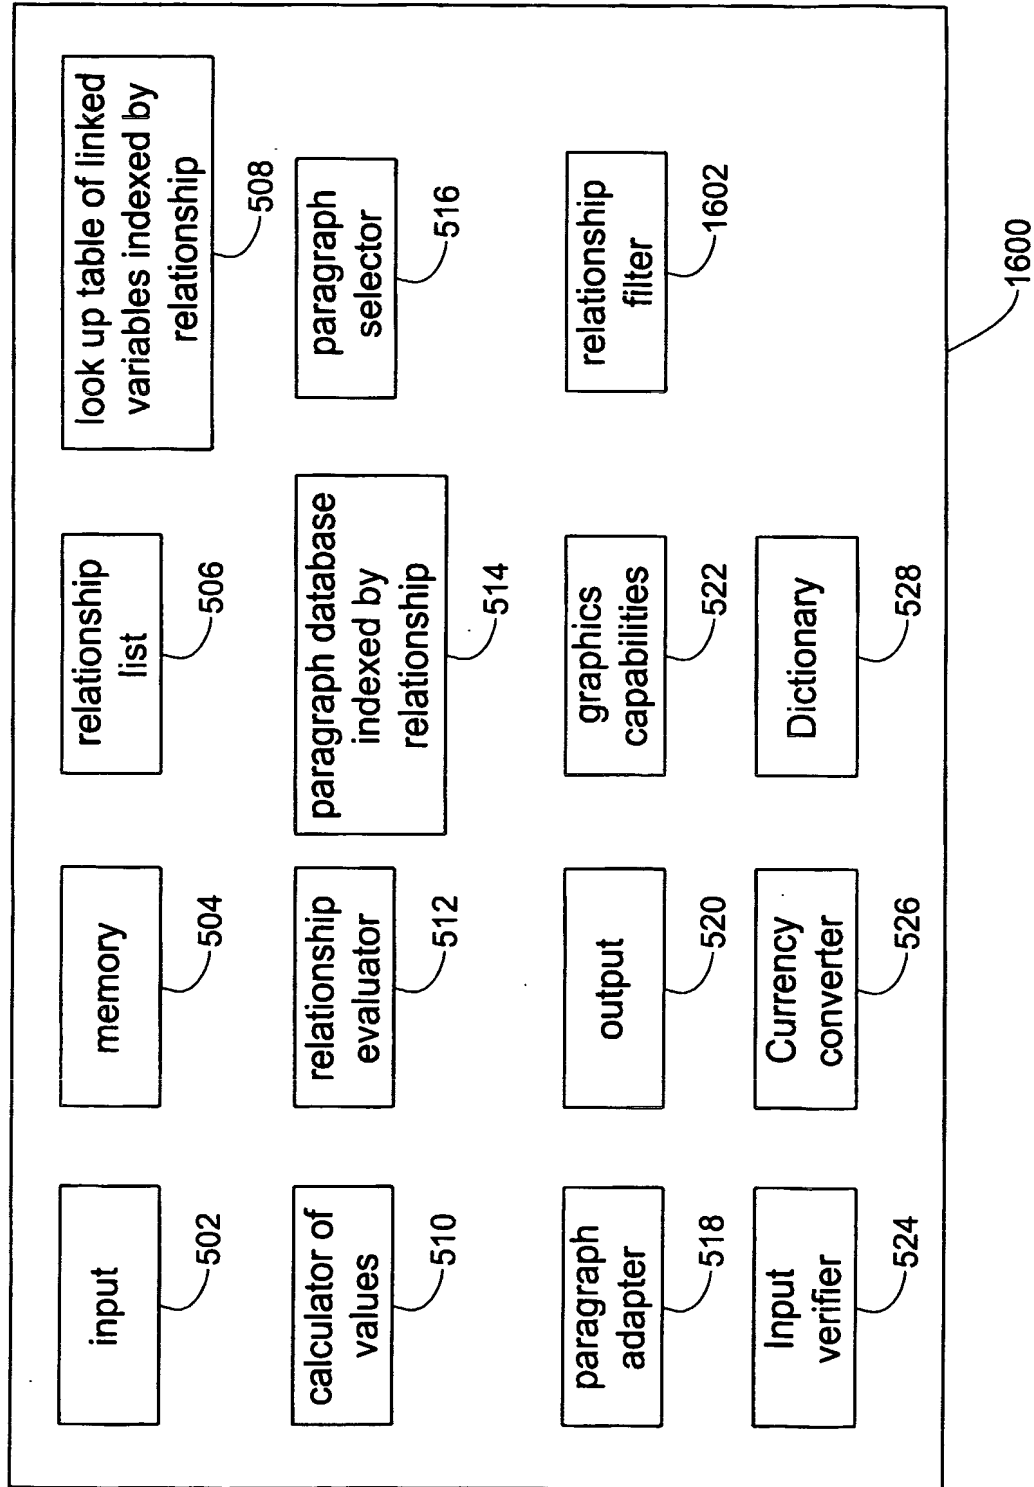 input
502
memory
504
relationship
list
506
look up table of linked
variables indexed by
relationship
508
calculator of
values
510
relationship
evaluator
512
paragraph database
indexed by
relationship
514
paragraph
selector
516
paragraph
adapter
518
output
520
graphics
capabilities
522
relationship
filter
1602
Input
verifier
524
Currency
converter
526
Dictionary
528
1600